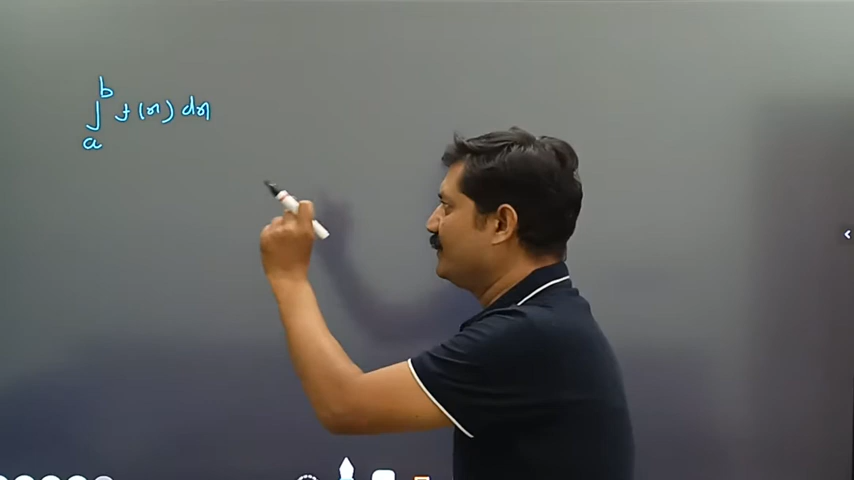 ∫ₐᵇ f(x) dx